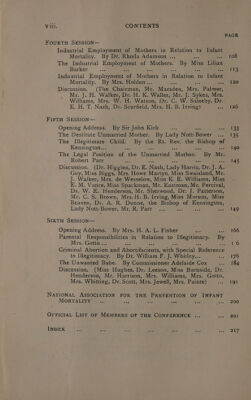 viii. CONTENTS
PAGE
FOURTH SESSION—
Industrial Employment of Mothers in Relation to Infant
Mortality. By Dr. Rhoda Adamson ... ... ... 108
The Industrial Employment of Mothers. By Miss Lilian
Barker ... ... ... ... ... ... 113
Industrial Employment of Mothers in Relation to Infant
Mortality. By Mrs. Holden ... ... ... ... 120
Discussion. (The Chairman, Mr. Marsden, Mrs. Palmer,
Mr. J. H. Walker, Dr. H. K. Waller, Mr. J. Sykes, Mrs.
Williams, Mrs. W. H. Watson, Dr. C. W. Saleeby, Dr.
E. H. T. Nash, Dr. Scurfield, Mrs. H. B. Irving) ... 126
FIFTH SESSION—
Opening Address. By Sir John Kirk ... ... ... 133
The Destitute Unmarried Mother. By Lady Nott-Bower ... 135
The Illegitimate Child. By the Rt. Rev. the Bishop of
Kensington... ... ... ... ... ... 140
The Legal Position of the Unmarried Mother. By Mr.
Robert Parr ... ... ... ... ... 145
Discussion. (Dr. Higgins, Dr. E. Nash, Lady Harris, Dr. J. A.
Guy, Miss Biggs, Mrs. Howe Martyn, Miss Swaisland, Mr.
J. Walker, Mrs. de Wesselow, Miss K. E. Williams, Miss
E. M. Vance, Miss Sparkman, Mr. Eastman, Mr. Percival,
Dr. W. E. Henderson, Mr. Sherwood, Dr. J. Patterson,
Mr. C. S. Brown, Mrs. H. B. Irving, Miss Morson, Miss
Beavan, Dr. A. R. Dunne, the Bishop of Kensington,
Lady Nott-Bower, Mr. R. Parr ... ... ... 149
SIXTH SESSION—
Opening Address. By Mrs. H. A. L. Fisher ... ... 166
Parental Responsibilities in Relation to Illegitimacy. By
Mrs. Gotto ... ... ... ... ... ... 1 6
Criminal Abortion and Abortifacients, with Special Reference
to Illegitimacy. By Dr. William F. J. Whitley... ... 176
The Unwanted Babe. By Commissioner Adelaide Cox ... 184
Discussion. (Miss Hughes, Dr. Leeson, Miss Burnside, Dr.
Henderson, Mr. Harrison, Mrs. Williams, Mrs. Gotto,
Mrs. Whiting, Dr. Scott, Mrs. Jewell, Mrs. Paints) ... 191
NATIONAL ASSOCIATION FOR THE PREVENTION OF INFANT
MORTALITY ... ... ... ... ... ... 200
OFFICIAL LIST OF MEMBERS OF THE CONFERENCE ... ... 201
INDEX ... ... ... ... ... ... ... 217